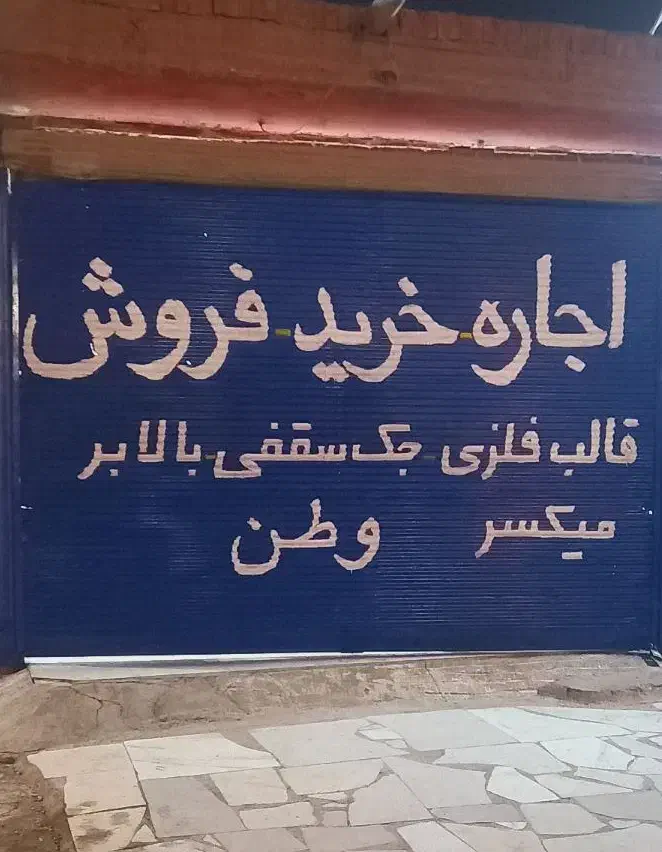 اجاره-خرید-فروش
قالب فلزی-جک سقفی-بالابر
میکسر وطن